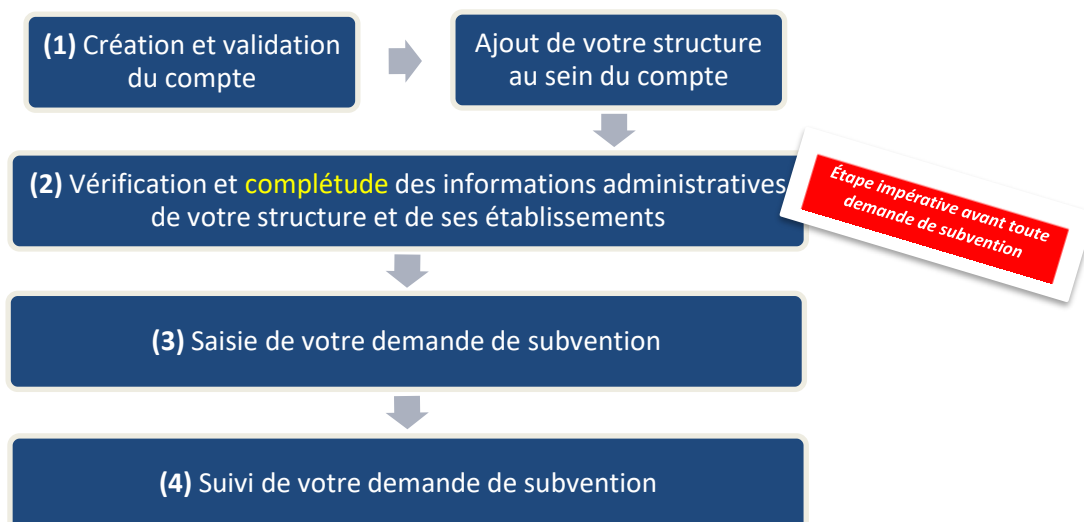 (1) Création et validation
du compte
Ajout de votre structure
au sein du compte
(2) Vérification et complétude des informations administratives
de votre structure et de ses établissements
Étape impérative avant toute
demande de subvention
(3) Saisie de votre demande de subvention
(4) Suivi de votre demande de subvention